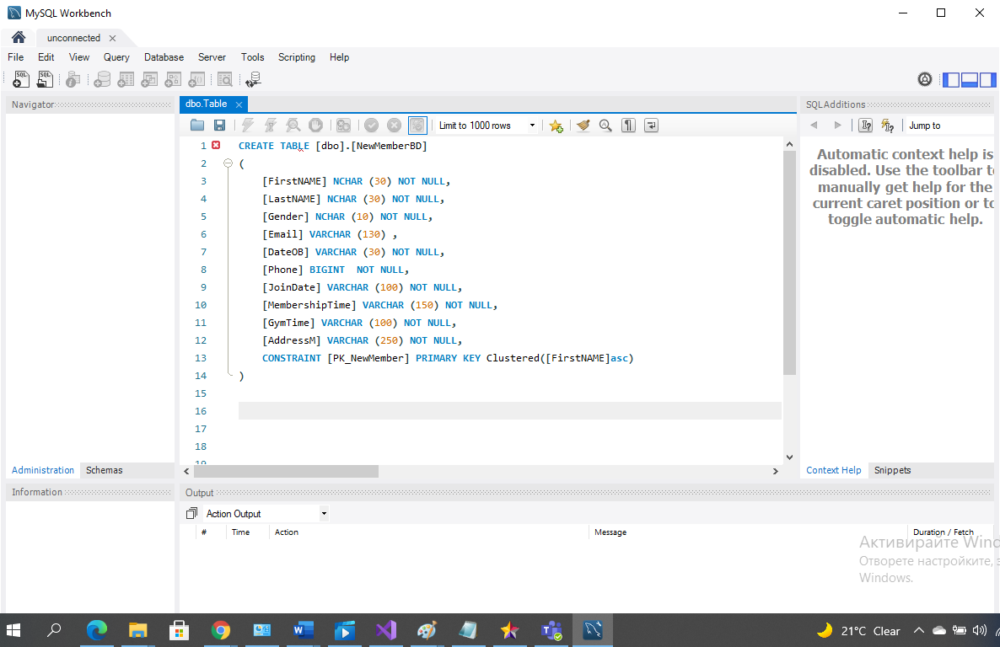 MySQL Workbench
unconnected
File Edit View Query Database Server Tools Scripting Help
Navigator
dbo.Table
SQLAdditions
Limit to 1000 rows
Jump to
1 CREATE TABLE [dbo].[NewMemberBD]
2 (
3 [FirstNAME] NCHAR (30) NOT NULL,
4 [LastNAME] NCHAR (30) NOT NULL,
5 [Gender] NCHAR (10) NOT NULL,
6 [Email] VARCHAR (130) ,
7 [DateOB] VARCHAR (30) NOT NULL,
8 [Phone] BIGINT  NOT NULL,
9 [JoinDate] VARCHAR (100) NOT NULL,
10 [MembershipTime] VARCHAR (150) NOT NULL,
11 [GymTime] VARCHAR (100) NOT NULL,
12 [AddressM] VARCHAR (250) NOT NULL,
13 CONSTRAINT [PK_NewMember] PRIMARY KEY Clustered([FirstNAME]asc)
14 )
15
16
17
18
19
Automatic context help is
disabled. Use the toolbar to
manually get help for the
current caret position or to
toggle automatic help.
Administration Schemas
Context Help Snippets
Information
Output
Action Output
# Time Action Message Duration / Fetch
Активирайте Wind
Отворете настройките, з
Windows.
21°C Clear